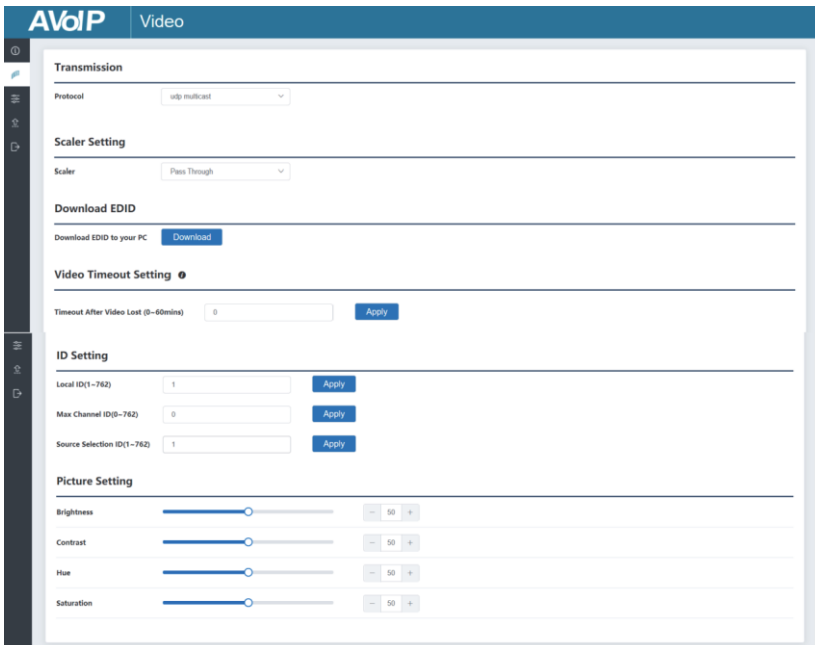 AVoIP Video
Transmission
Protocol udp multicast
Scaler Setting
Scaler Pass Through
Download EDID
Download EDID to your PC Download
Video Timeout Setting
Timeout After Video Lost (0~60mins) 0 Apply
ID Setting
Local ID(1~762) 1 Apply
Max Channel ID(0~762) 0 Apply
Source Selection ID(1~762) 1 Apply
Picture Setting
Brightness − 50 +
Contrast − 50 +
Hue − 50 +
Saturation − 50 +